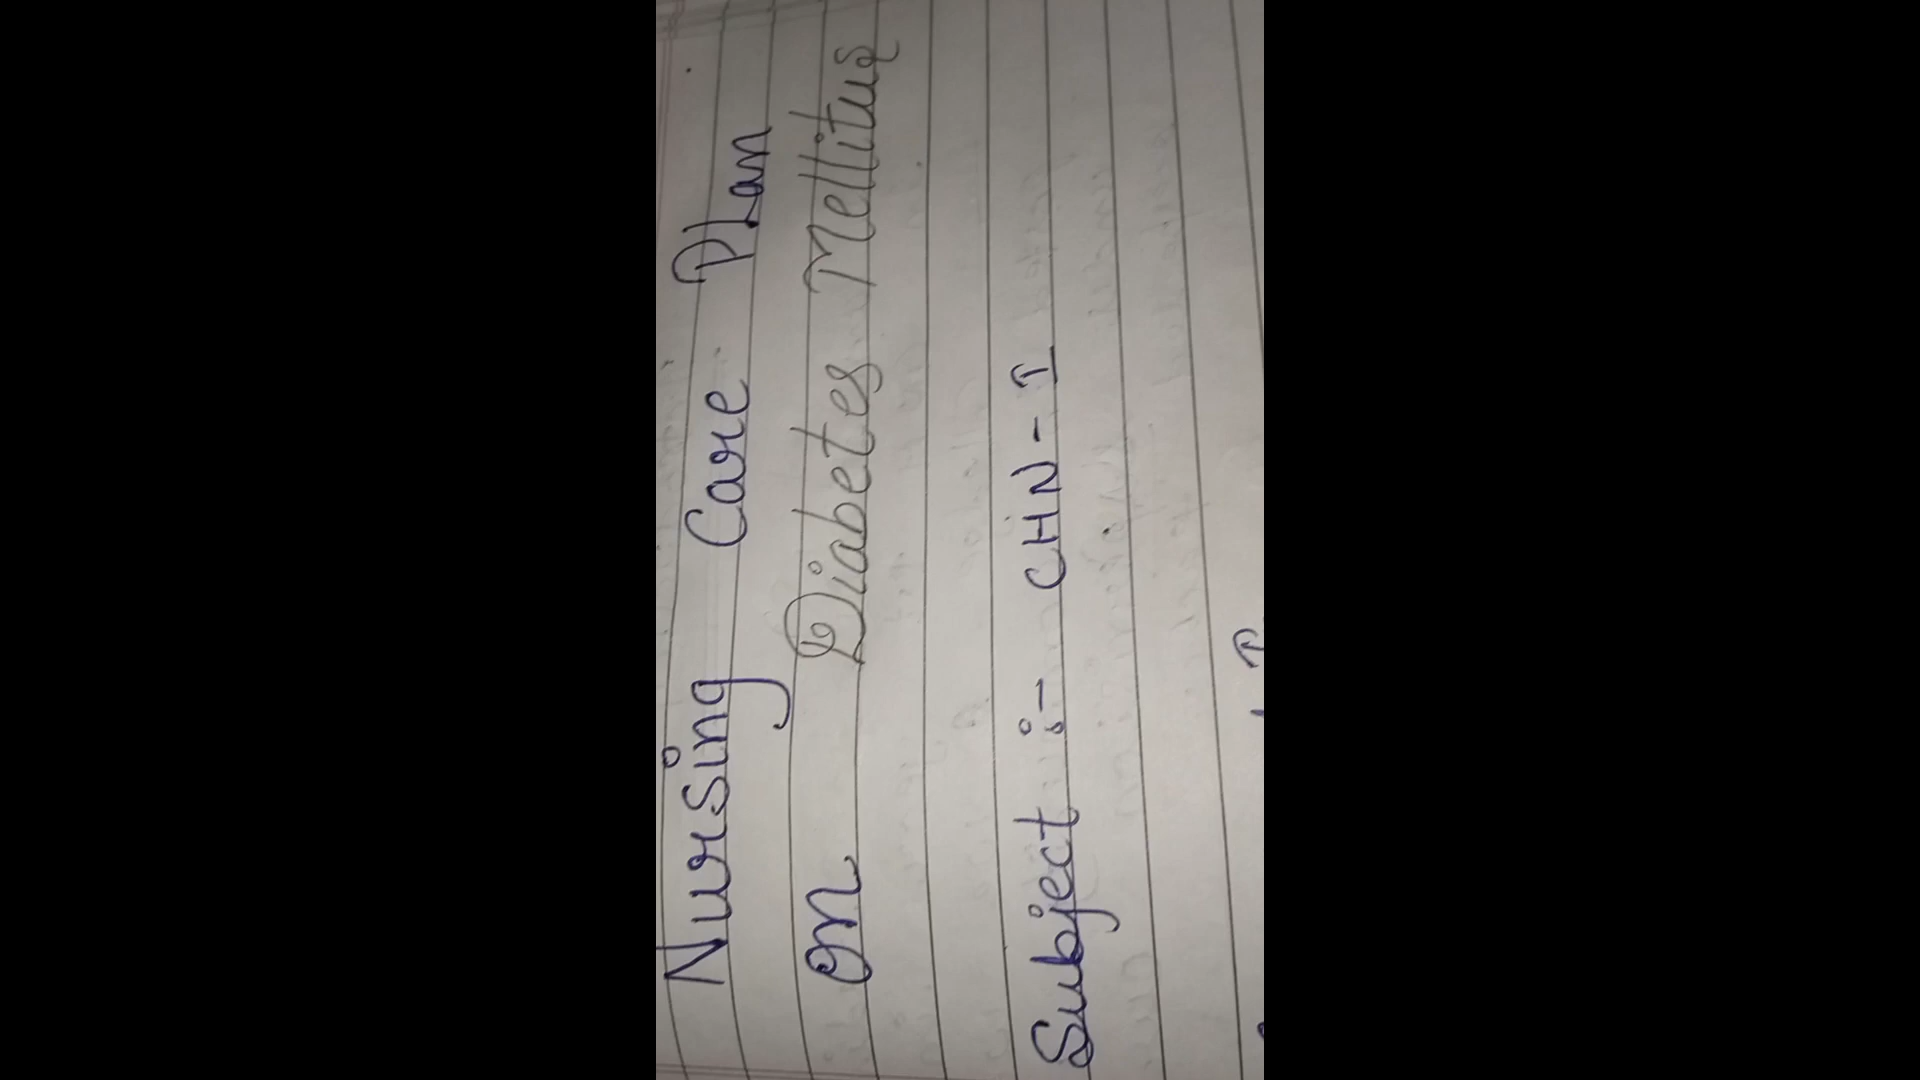 Nursing Care Plan
on Diabetes Mellitus
Subject :- CHN - I